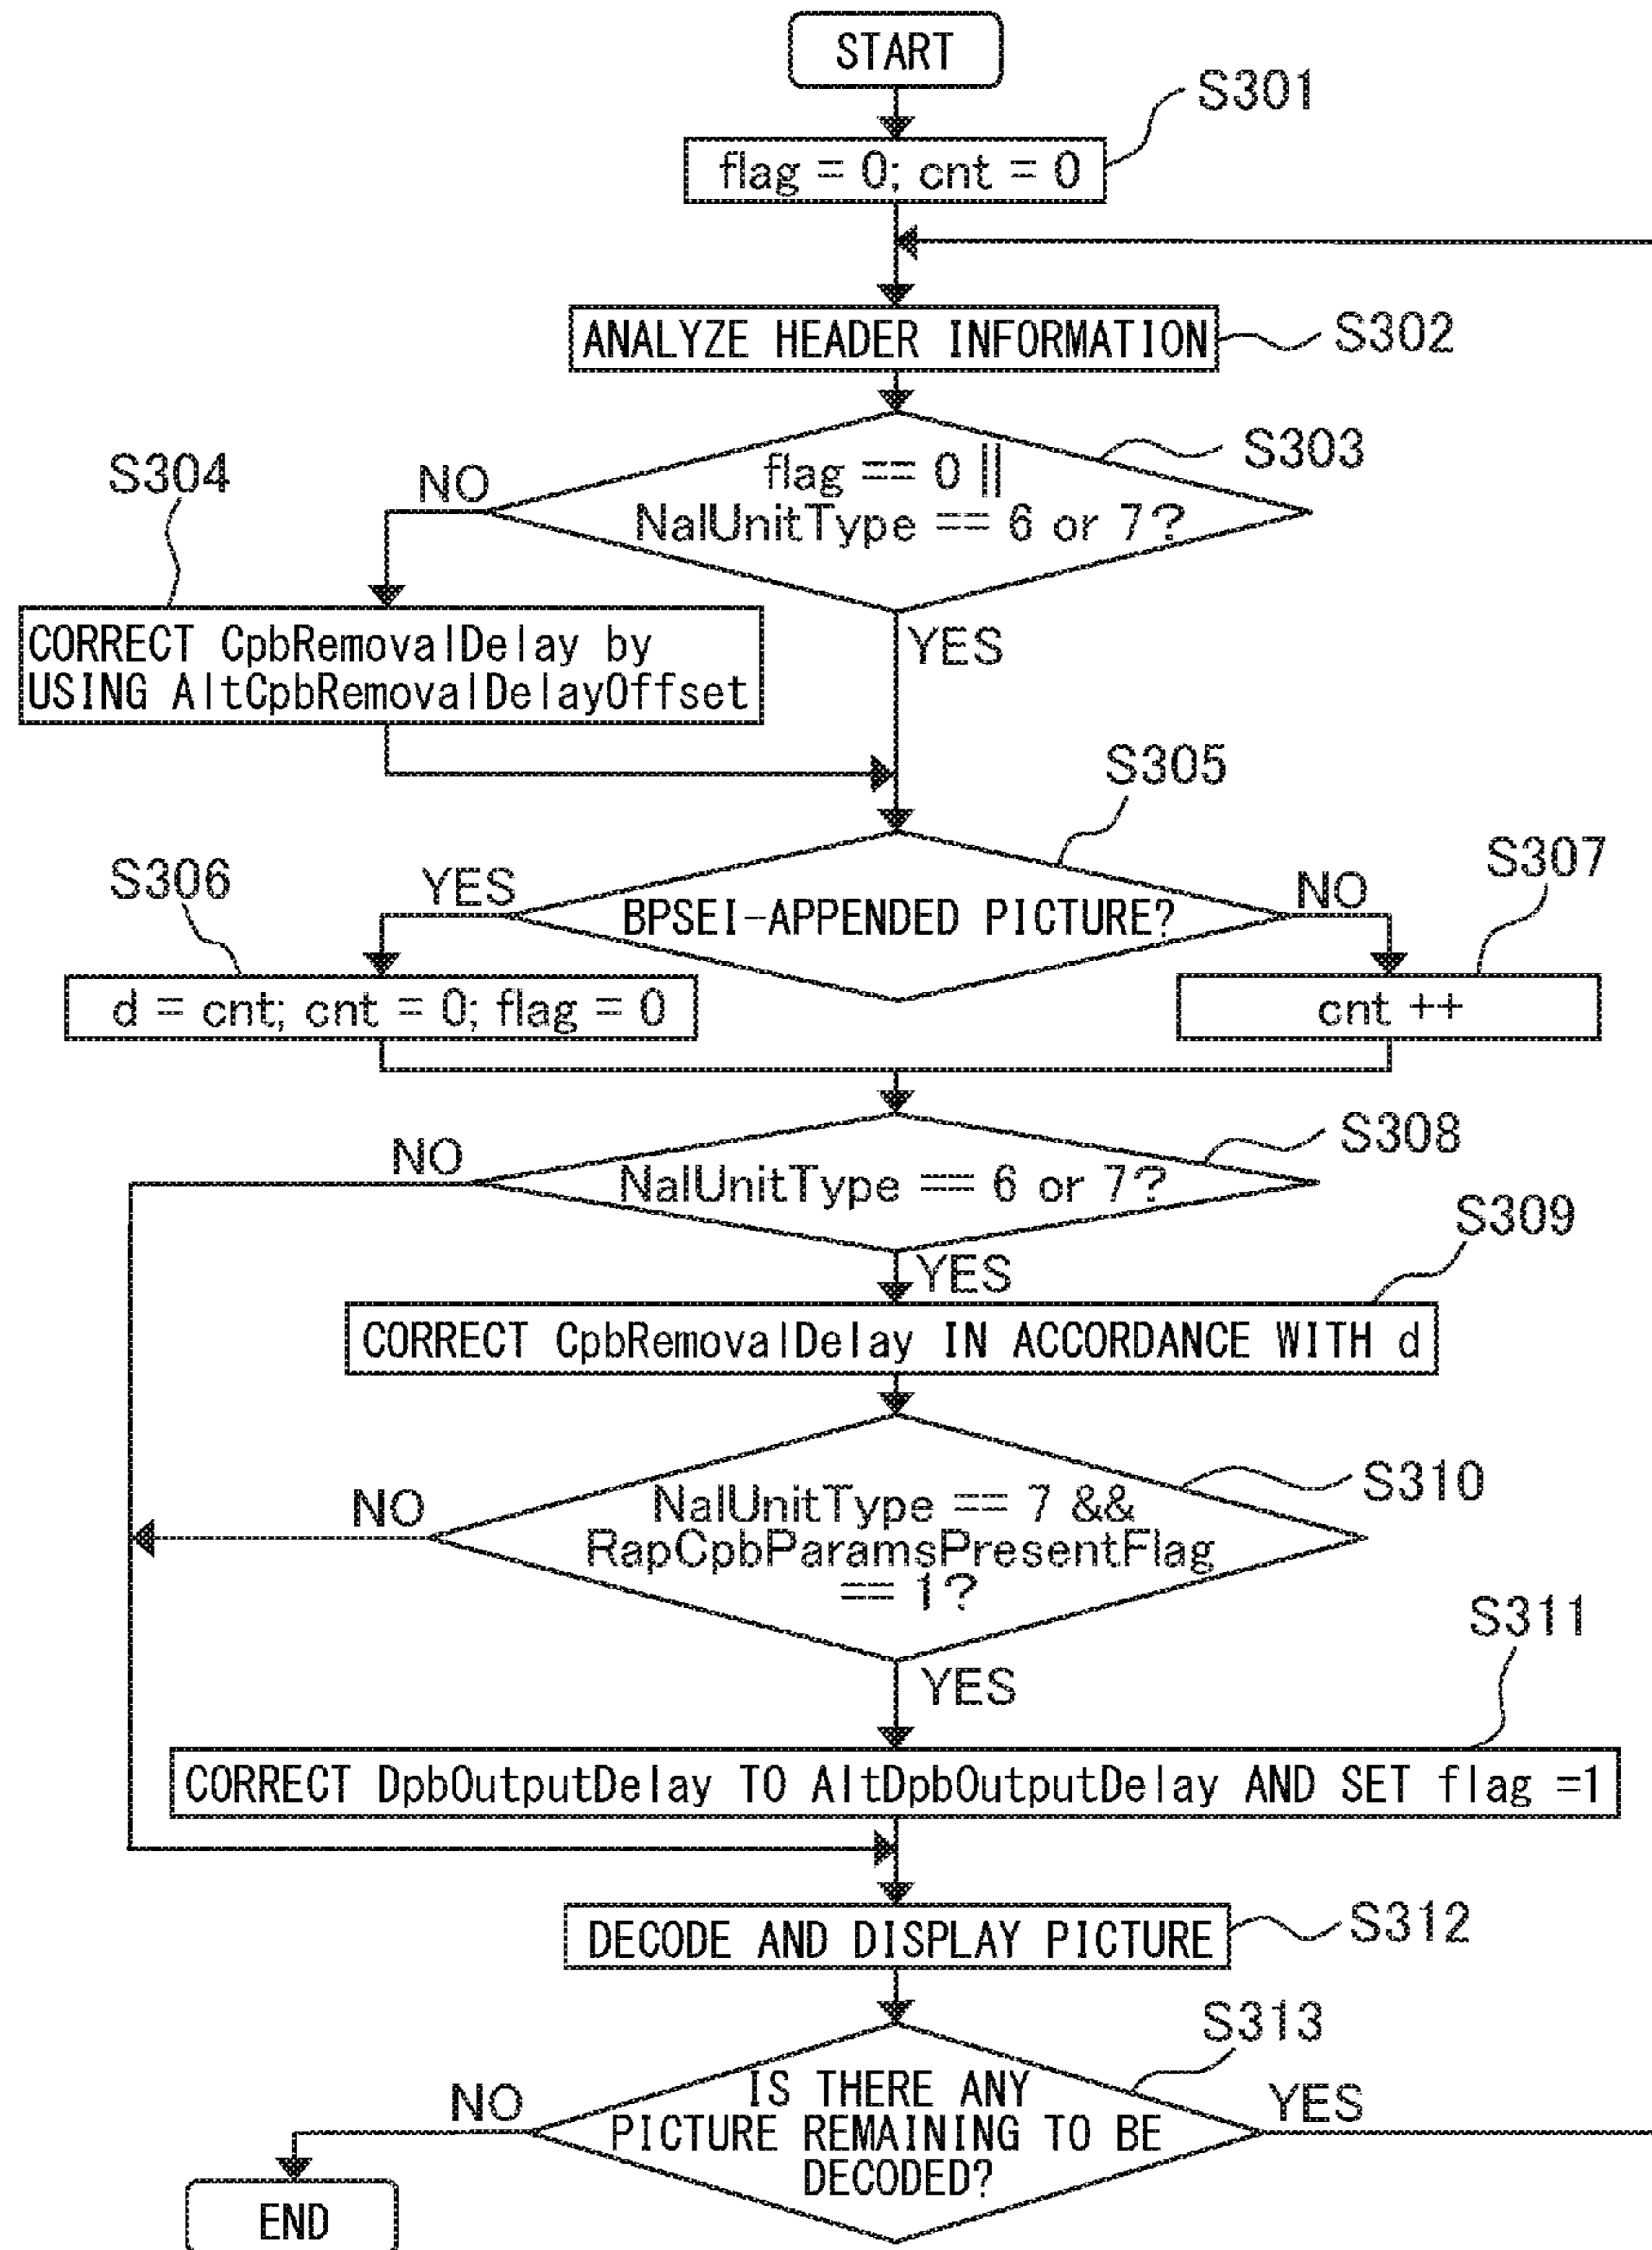 START
S301
flag = 0; cnt = 0
ANALYZE HEADER INFORMATION
S302
S303
flag == 0 ||
NalUnitType == 6 or 7?
NO
YES
S304
CORRECT CpbRemovalDelay by
USING AltCpbRemovalDelayOffset
S305
BPSEI-APPENDED PICTURE?
YES
NO
S306
d = cnt; cnt = 0; flag = 0
S307
cnt ++
S308
NalUnitType == 6 or 7?
NO
YES
S309
CORRECT CpbRemovalDelay IN ACCORDANCE WITH d
S310
NalUnitType == 7 &&
RapCpbParamsPresentFlag
== 1?
NO
YES
S311
CORRECT DpbOutputDelay TO AltDpbOutputDelay AND SET flag =1
DECODE AND DISPLAY PICTURE
S312
S313
IS THERE ANY
PICTURE REMAINING TO BE
DECODED?
NO
YES
END